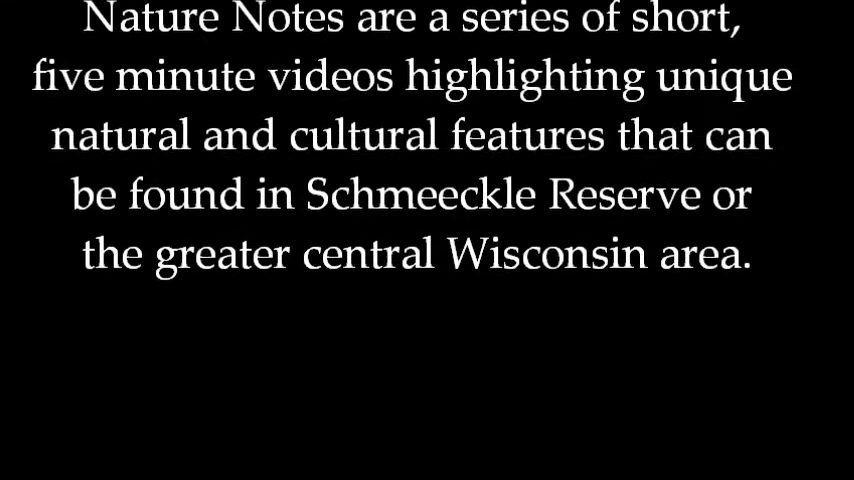 Nature Notes are a series of short,
five minute videos highlighting unique
natural and cultural features that can
be found in Schmeeckle Reserve or
the greater central Wisconsin area.